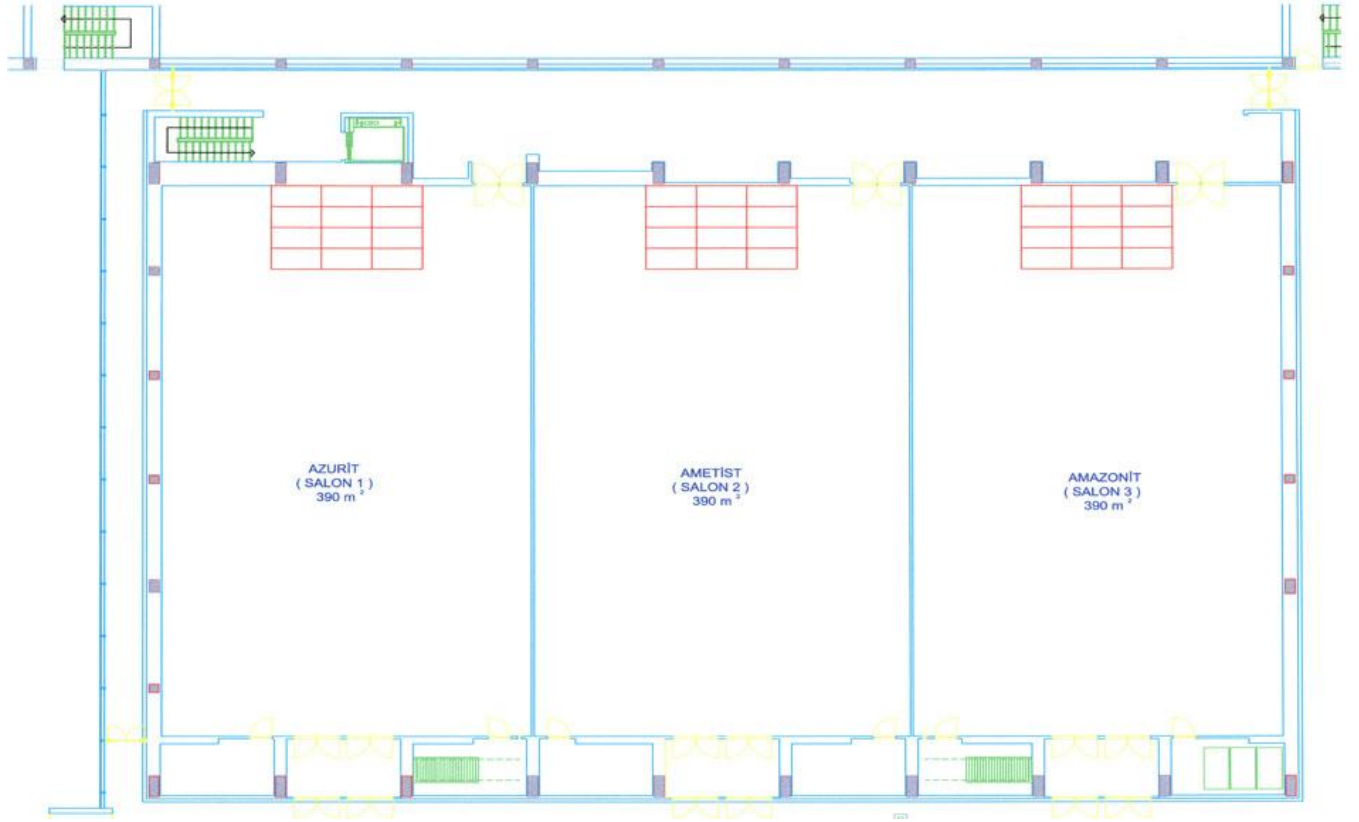 AZURİT
( SALON 1 )
390 m²
AMETİST
( SALON 2 )
390 m²
AMAZONİT
( SALON 3 )
390 m²